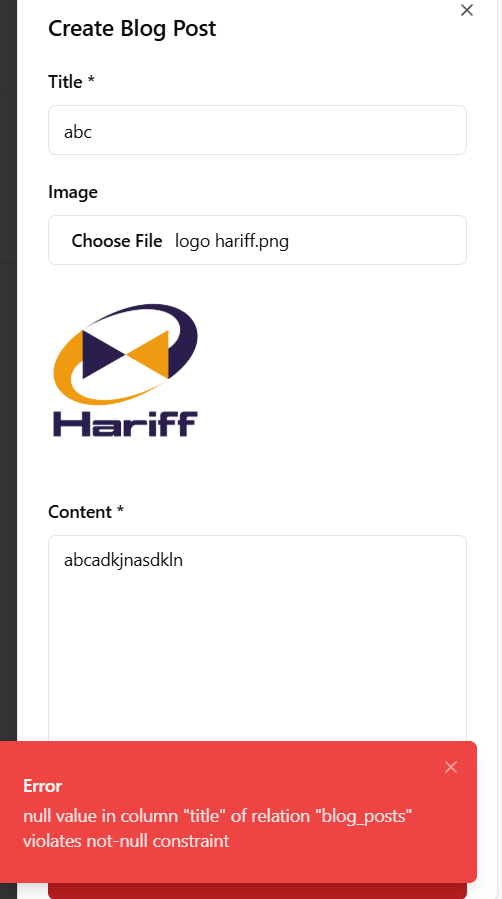 Create Blog Post
Title *
abc
Image
Choose File logo hariff.png
Hariff
Content *
abcadkjnasdkln
Error
null value in column "title" of relation "blog_posts"
violates not-null constraint